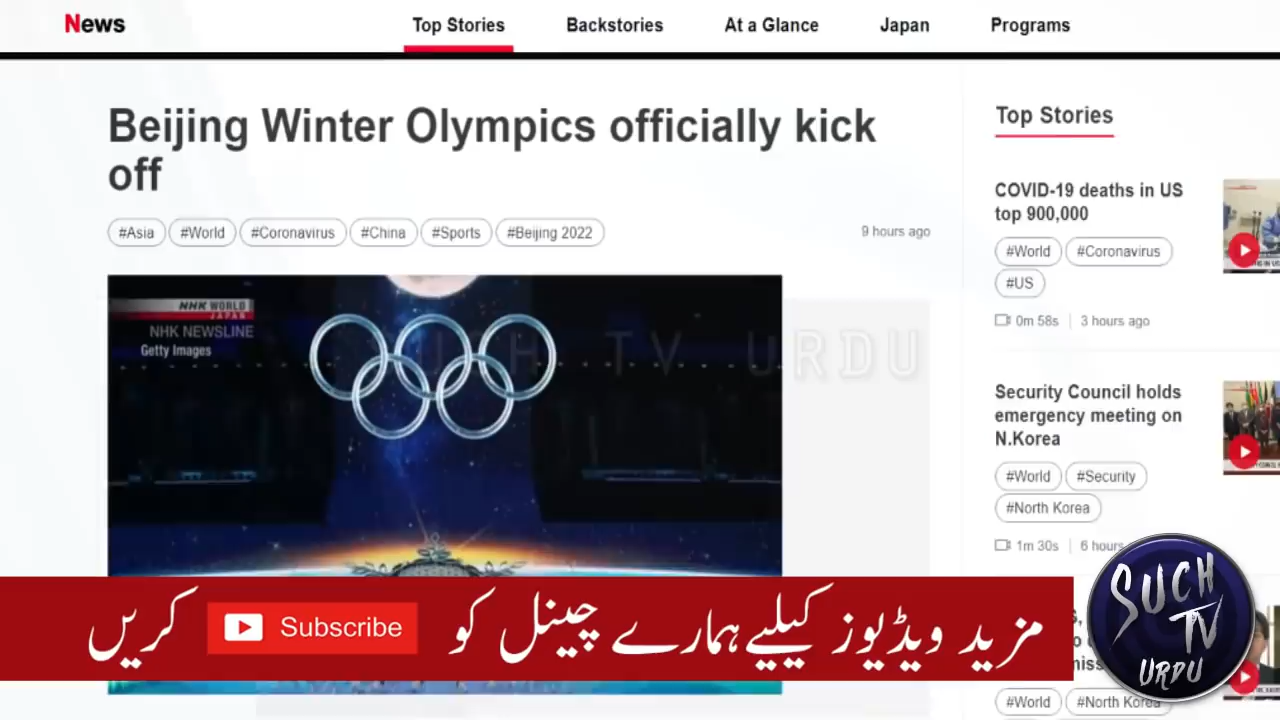 News
Top Stories
Backstories
At a Glance
Japan
Programs
Beijing Winter Olympics officially kick
off
#Asia
#World
#Coronavirus
#China
#Sports
#Beijing 2022
9 hours ago
NHK WORLD
JAPAN
NHK NEWSLINE
Getty Images
SUCH TV URDU
Top Stories
COVID-19 deaths in US
top 900,000
#World
#Coronavirus
#US
0m 58s
3 hours ago
Security Council holds
emergency meeting on
N.Korea
#World
#Security
#North Korea
1m 30s
6 hours
#World
#North Korea
مزید ویڈیوز کیلیے ہمارے چینل کو Subscribe کریں
SUCH
TV
URDU